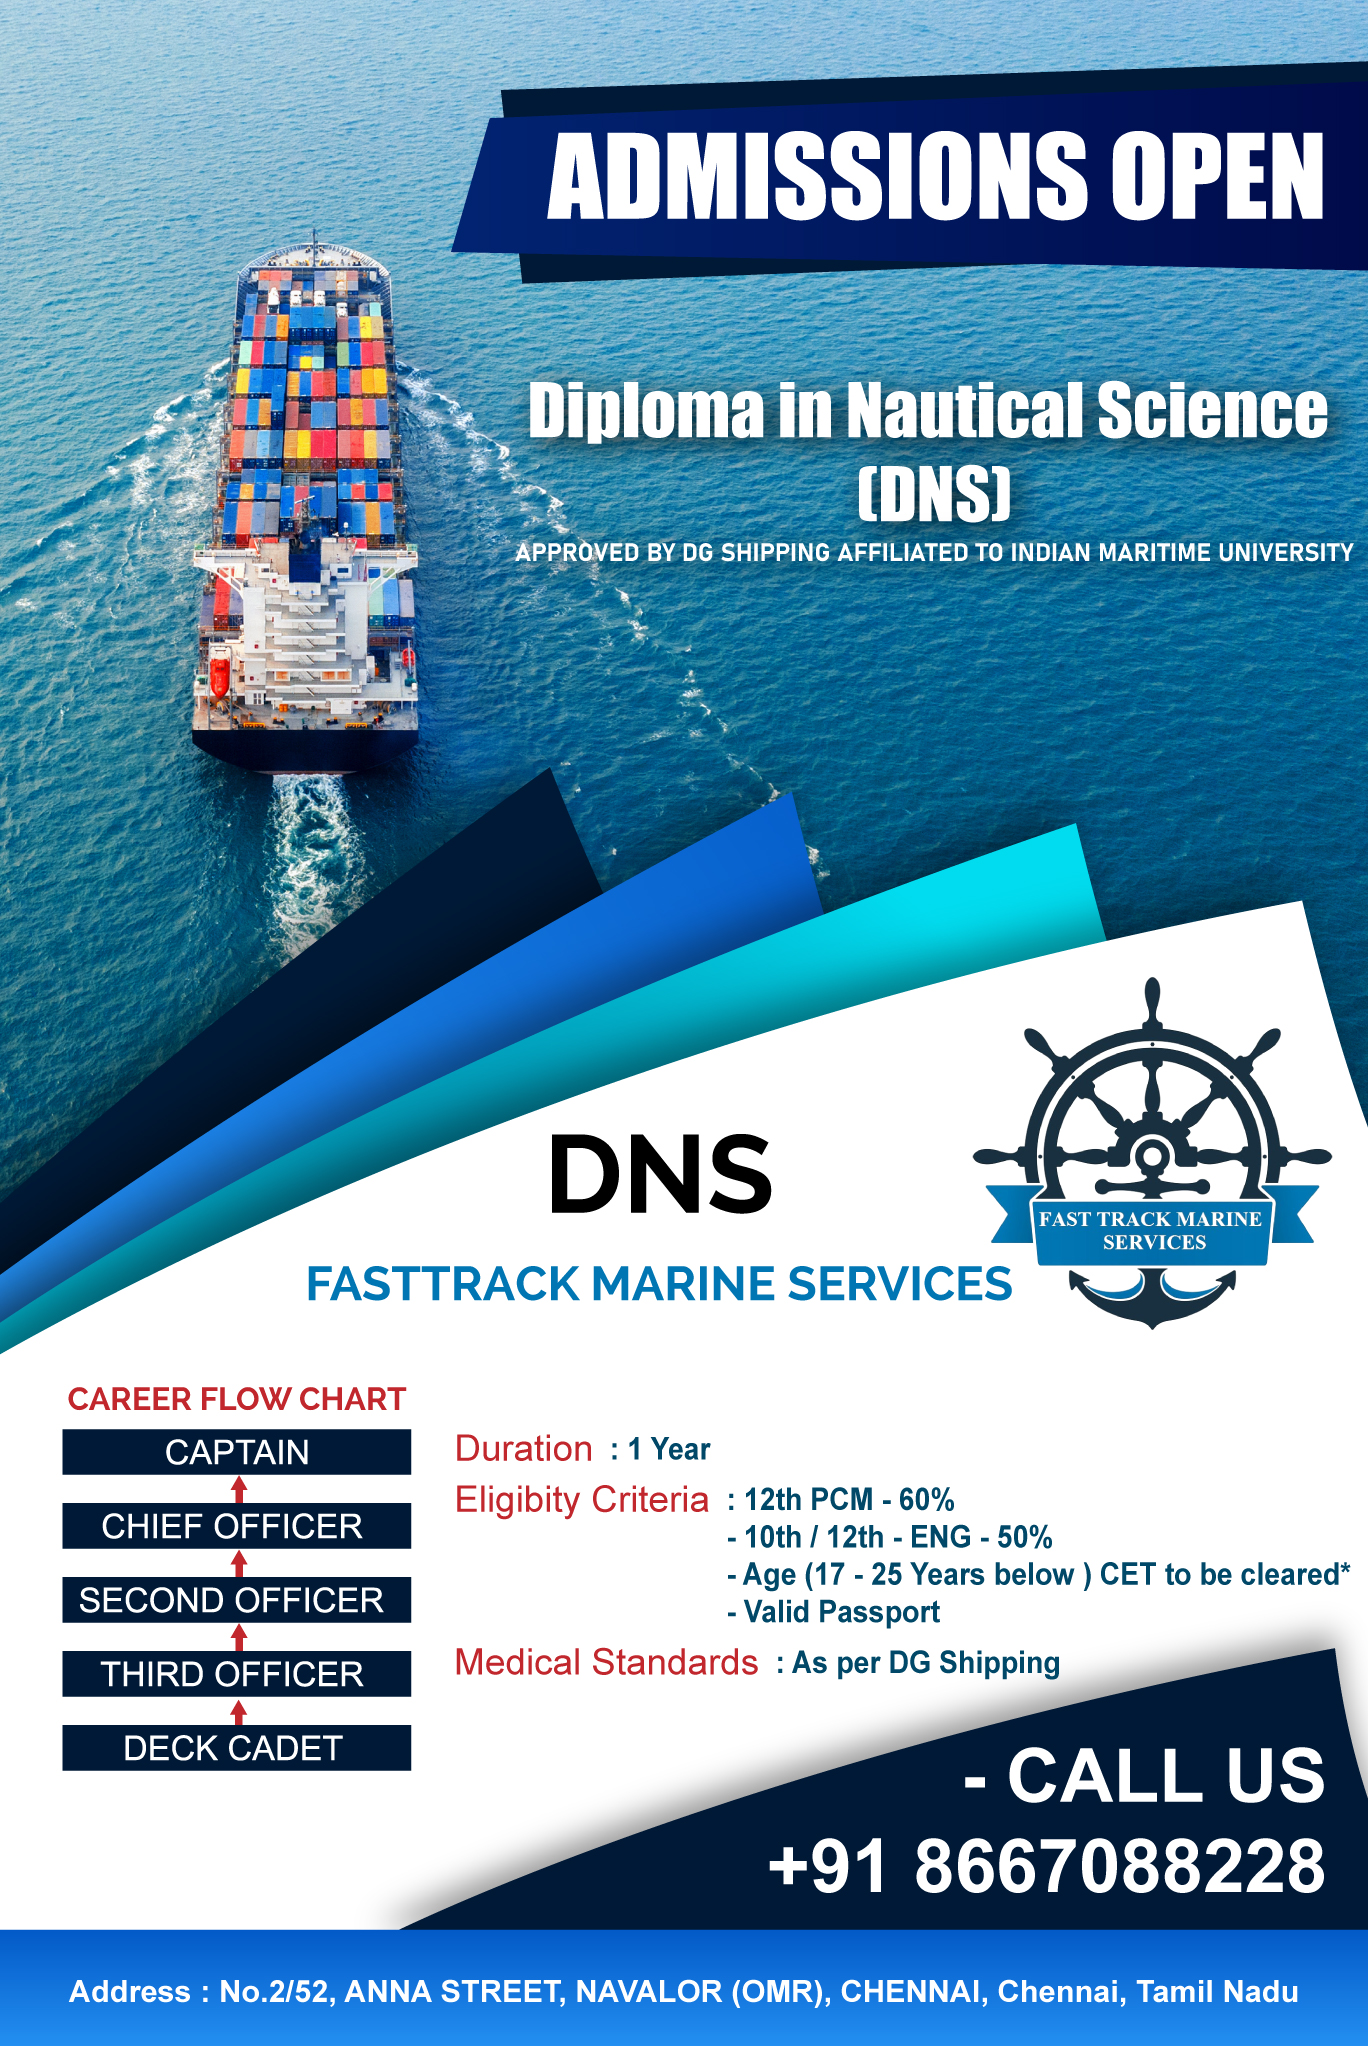 ADMISSIONS OPEN
Diploma in Nautical Science
(DNS)
APPROVED BY DG SHIPPING AFFILIATED TO INDIAN MARITIME UNIVERSITY
DNS
FASTTRACK MARINE SERVICES
FAST TRACK MARINE
SERVICES
CAREER FLOW CHART
CAPTAIN
CHIEF OFFICER
SECOND OFFICER
THIRD OFFICER
DECK CADET
Duration : 1 Year
Eligibity Criteria : 12th PCM - 60%
- 10th / 12th - ENG - 50%
- Age (17 - 25 Years below ) CET to be cleared*
- Valid Passport
Medical Standards : As per DG Shipping
- CALL US
+91 8667088228
Address : No.2/52, ANNA STREET, NAVALOR (OMR), CHENNAI, Chennai, Tamil Nadu